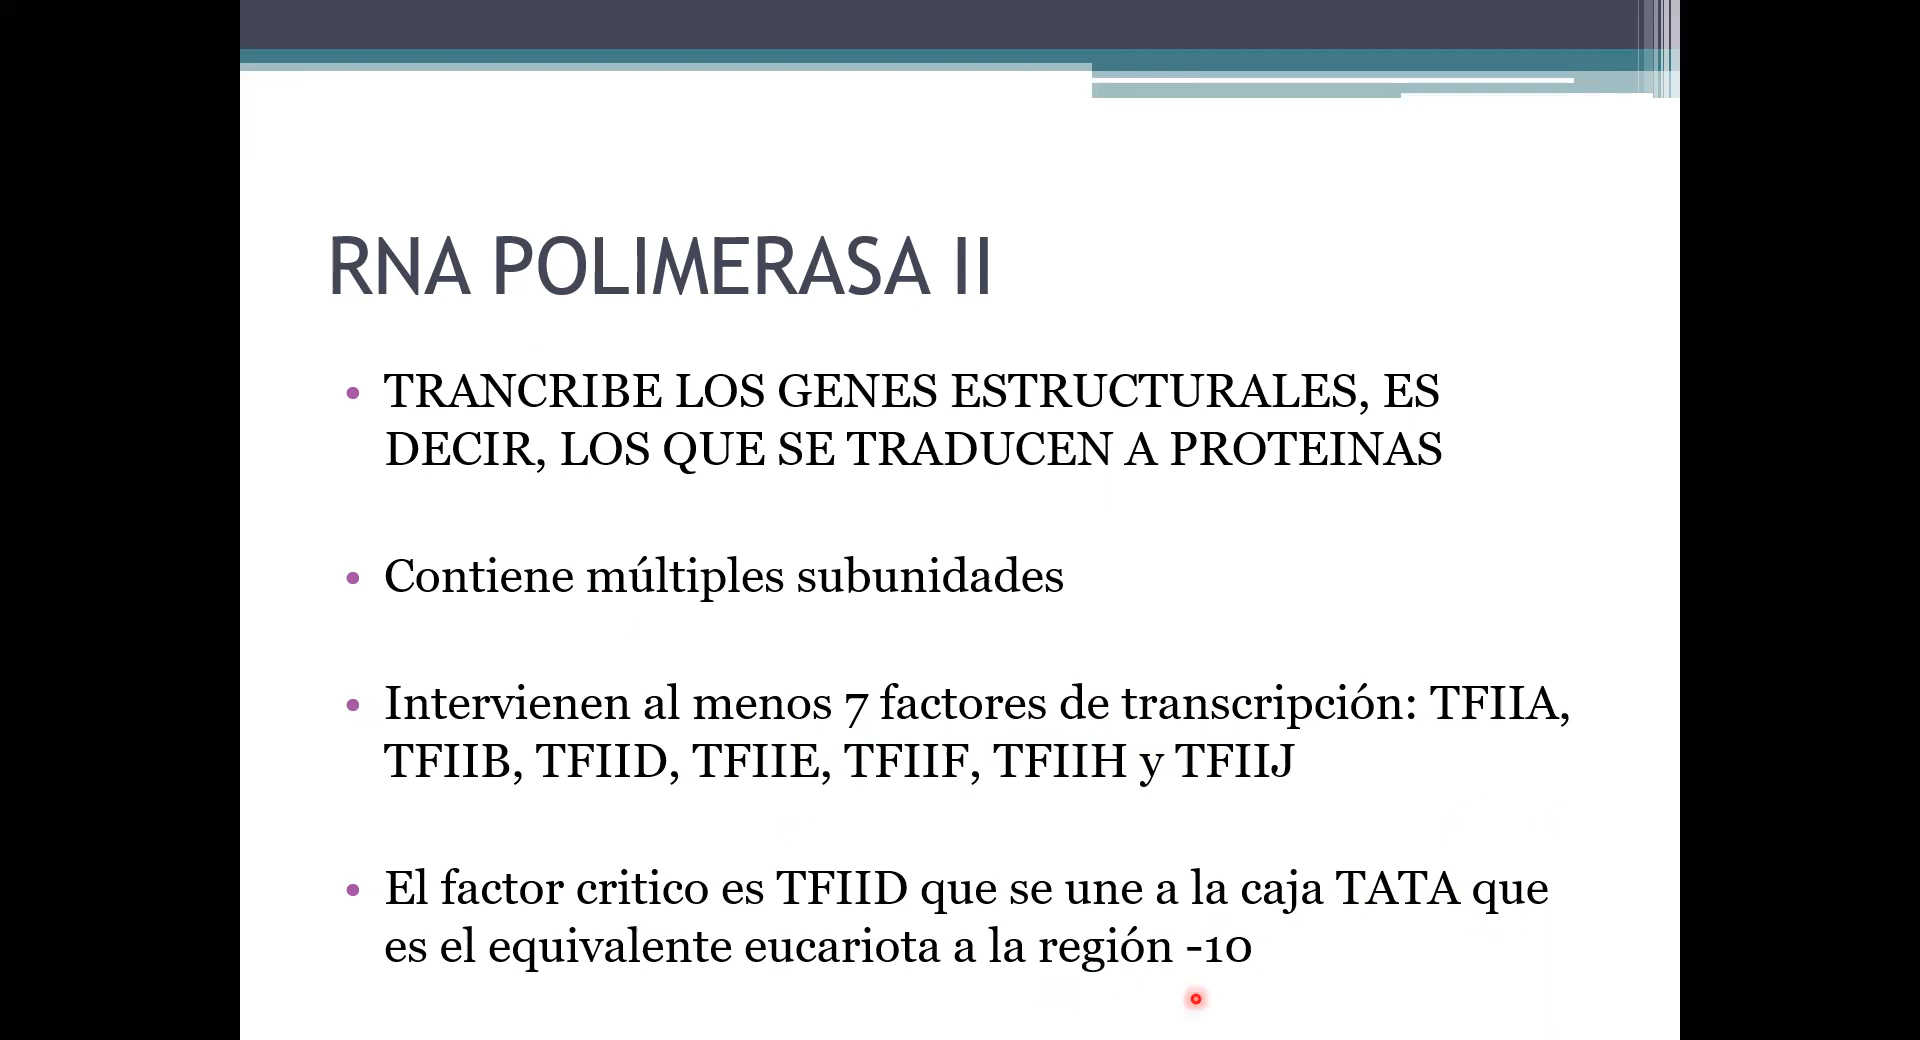 RNA POLIMERASA II
• TRANCRIBE LOS GENES ESTRUCTURALES, ES
DECIR, LOS QUE SE TRADUCEN A PROTEINAS
• Contiene múltiples subunidades
• Intervienen al menos 7 factores de transcripción: TFIIA,
TFIIB, TFIID, TFIIE, TFIIF, TFIIH y TFIIJ
• El factor critico es TFIID que se une a la caja TATA que
es el equivalente eucariota a la región -10